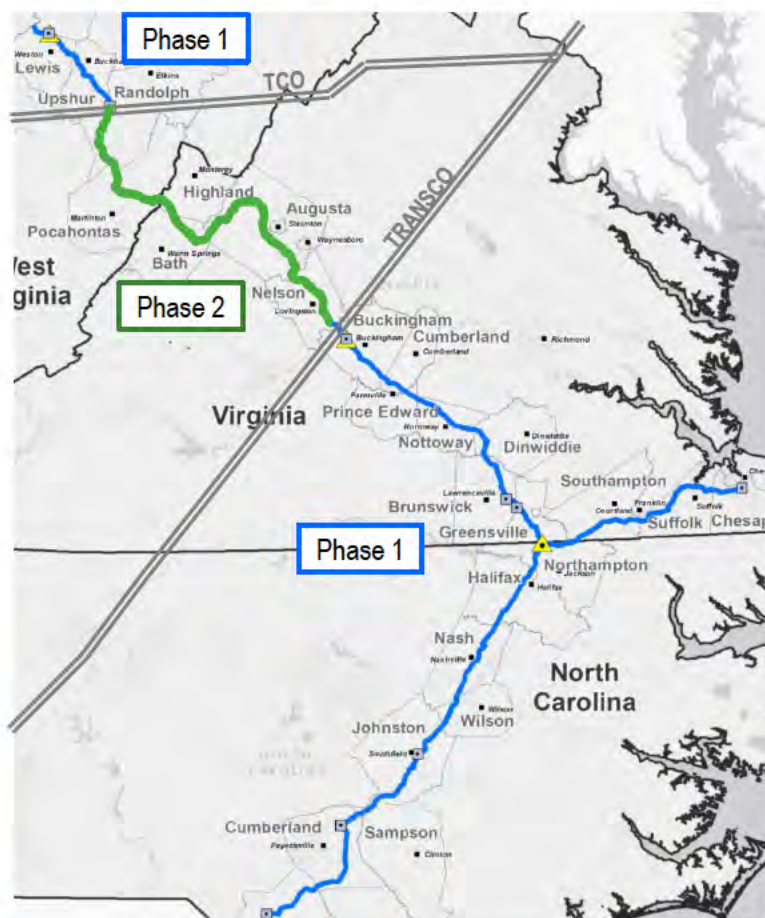 Phase 1
Weston
Lewis
Elkins
TCO
Upshur
Randolph
Monterey
Highland
Marlinton
Pocahontas
Augusta
Staunton
Waynesboro
Bath
Warm Springs
TRANSCO
West
Virginia
Phase 2
Nelson
Lovingston
Buckingham
Buckingham
Cumberland
Cumberland
Richmond
Farmville
Virginia
Prince Edward
Nottoway
Nottoway
Dinwiddie
Dinwiddie
Southampton
Lawrenceville
Brunswick
Courtland
Franklin
Suffolk
Suffolk
Chesap
Greensville
Phase 1
Northampton
Jackson
Halifax
Halifax
Nash
Nashville
North
Carolina
Wilson
Wilson
Johnston
Smithfield
Cumberland
Fayetteville
Sampson
Clinton